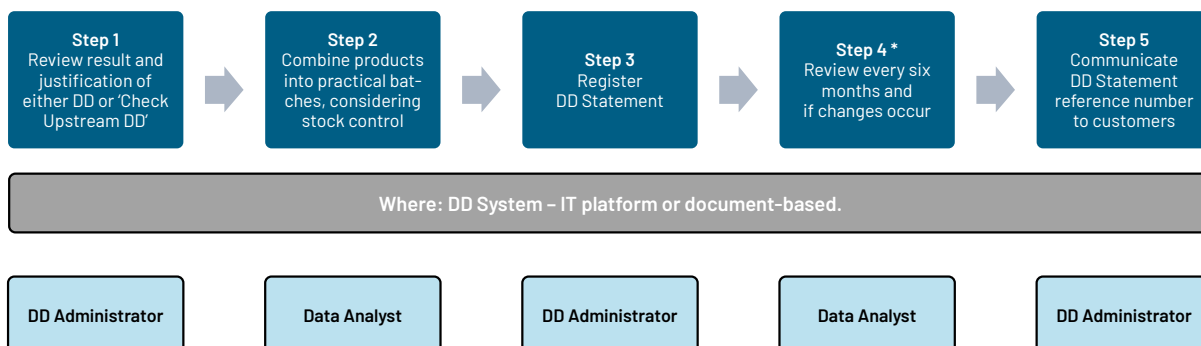 Step 1
Review result and
justification of
either DD or ‘Check
Upstream DD’
Step 2
Combine products
into practical bat-
ches, considering
stock control
Step 3
Register
DD Statement
Step 4 *
Review every six
months and
if changes occur
Step 5
Communicate
DD Statement
reference number
to customers
Where: DD System – IT platform or document-based.
DD Administrator
Data Analyst
DD Administrator
Data Analyst
DD Administrator